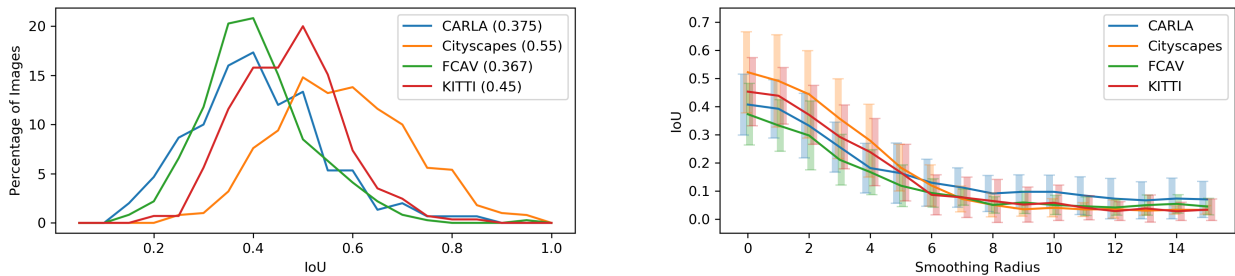 Percentage of Images
20
15
10
5
0
0.2 0.4 0.6 0.8 1.0
IoU
CARLA (0.375)
Cityscapes (0.55)
FCAV (0.367)
KITTI (0.45)
IoU
0.7
0.6
0.5
0.4
0.3
0.2
0.1
0.0
0 2 4 6 8 10 12 14
Smoothing Radius
CARLA
Cityscapes
FCAV
KITTI